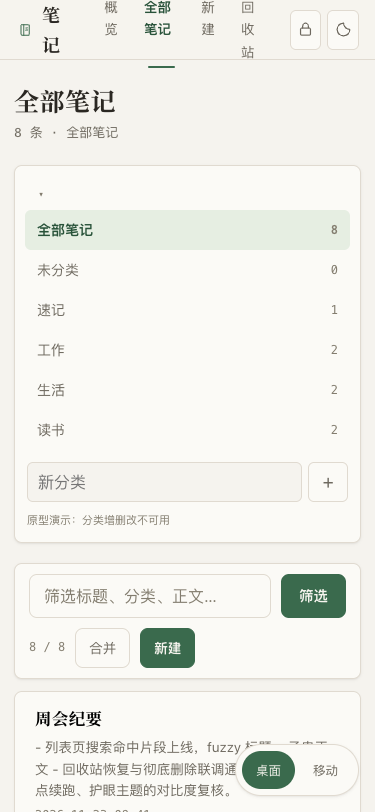 笔
记
概
览
全部
笔记
新
建
回
收
站
全部笔记
8 条 · 全部笔记
全部笔记 8
未分类 0
速记 1
工作 2
生活 2
读书 2
新分类 +
原型演示: 分类增删改不可用
筛选标题、分类、正文… 筛选
8 / 8 合并 新建
周会纪要
- 列表页搜索命中片段上线，fuzzy
文 - 回收站恢复与彻底删除联调通
点续跑、护眼主题的对比度复核。
桌面 移动